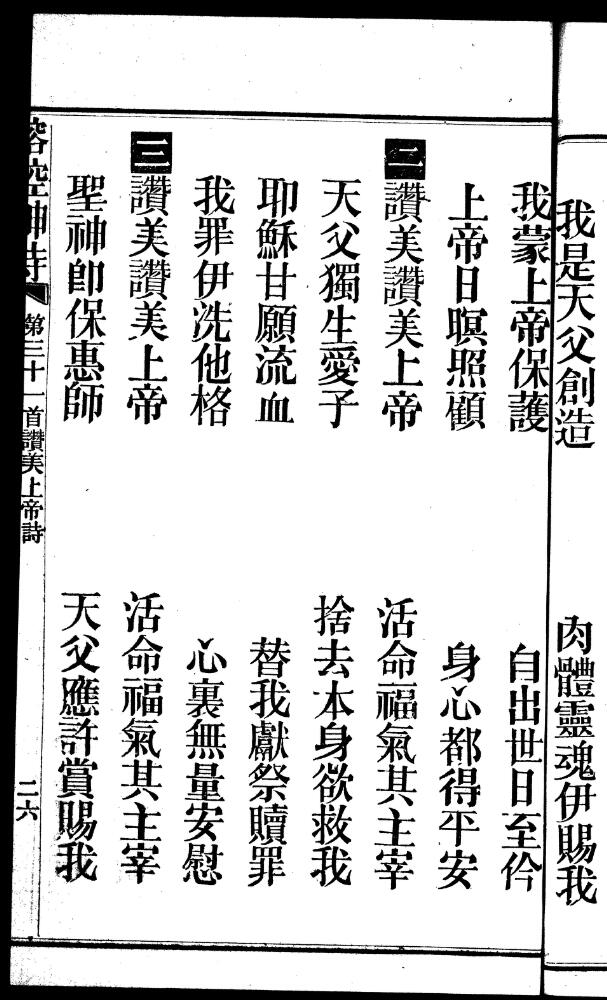 我是天父創造 肉體靈魂伊賜我
我蒙上帝保護 自出世日至仱
上帝日暝照顧 身心都得平安
二 讚美讚美上帝 活命福氣其主宰
天父獨生愛子 捨去本身欲救我
耶穌甘願流血 替我獻祭贖罪
我罪伊洗他格 心裏無量安慰
三 讚美讚美上帝 活命福氣其主宰
聖神即保惠師 天父應許賞賜我
榕腔神詩 第三十一首讚美上帝詩 二六